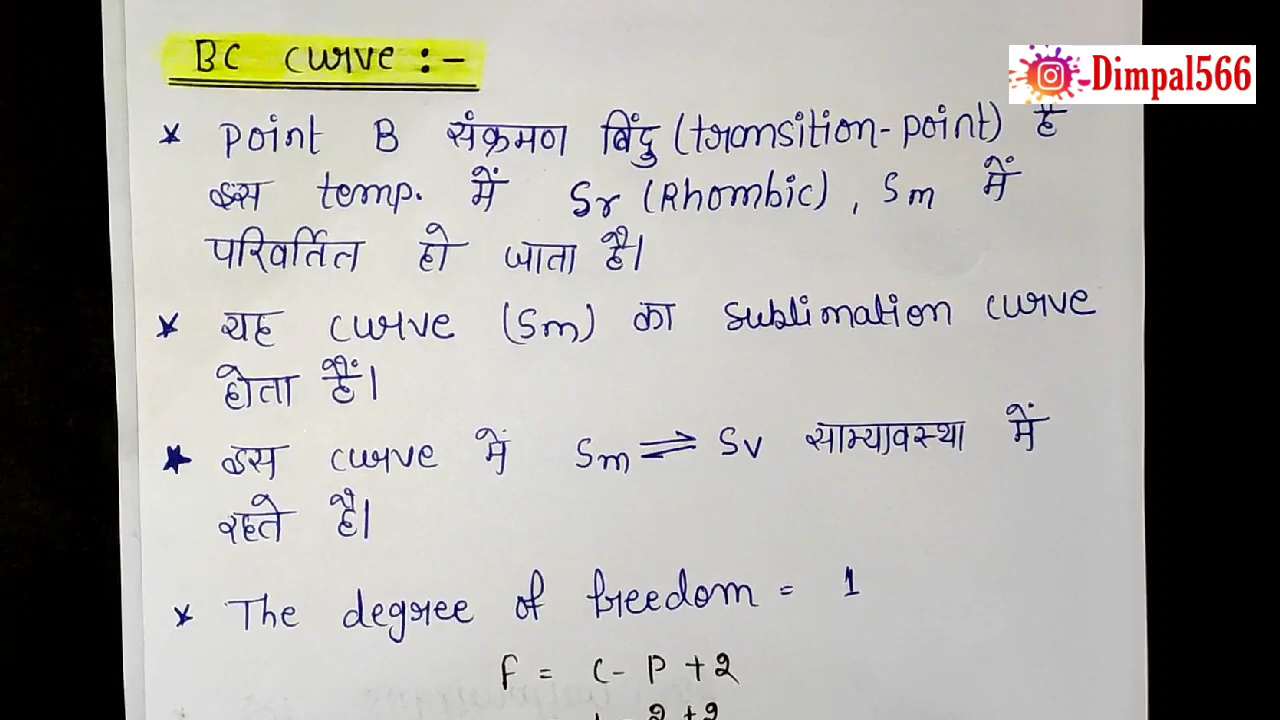 BC curve :-
-Dimpal566
* Point B संक्रमण बिंदु (transition-point) है
इस temp. में Sr (Rhombic), Sm में
परिवर्तित हो जाता है।
* यह curve (Sm) का sublimation curve
होता हैं।
* इस curve में Sm ⇌ Sv साम्यावस्था में
रहते है।
* The degree of freedom = 1
F = C - P + 2